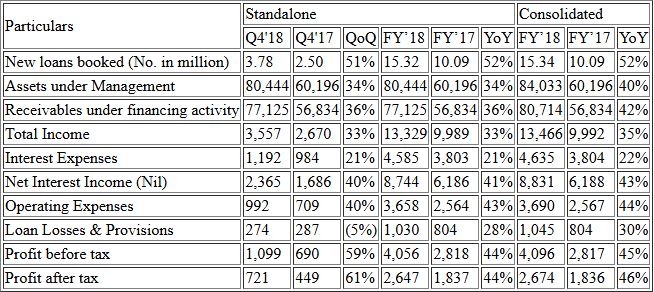 Particulars Standalone Consolidated
Q4'18 Q4'17 QoQ FY'18 FY’17 YoY FY’18 FY’17 YoY
New loans booked (No. in million) 3.78 2.50 51% 15.32 10.09 52% 15.34 10.09 52%
Assets under Management 80,444 60,196 34% 80,444 60,196 34% 84,033 60,196 40%
Receivables under financing activity 77,125 56,834 36% 77,125 56,834 36% 80,714 56,834 42%
Total Income 3,557 2,670 33% 13,329 9,989 33% 13,466 9,992 35%
Interest Expenses 1,192 984 21% 4,585 3,803 21% 4,635 3,804 22%
Net Interest Income (Nil) 2,365 1,686 40% 8,744 6,186 41% 8,831 6,188 43%
Operating Expenses 992 709 40% 3,658 2,564 43% 3,690 2,567 44%
Loan Losses & Provisions 274 287 (5%) 1,030 804 28% 1,045 804 30%
Profit before tax 1,099 690 59% 4,056 2,818 44% 4,096 2,817 45%
Profit after tax 721 449 61% 2,647 1,837 44% 2,674 1,836 46%